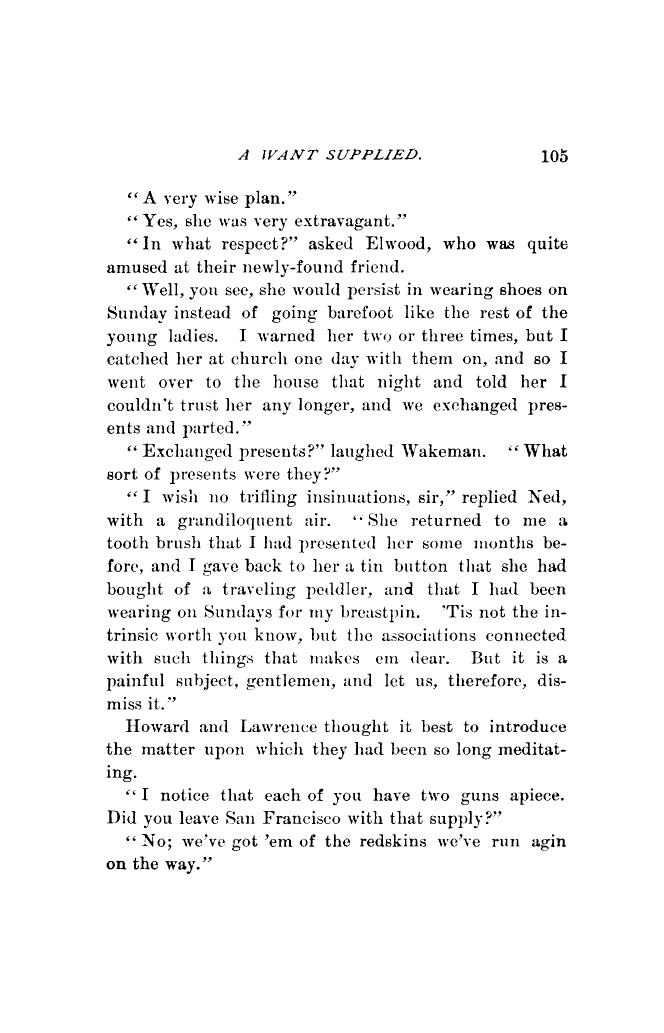 A WANT SUPPLIED. 105
“A very wise plan.”
“Yes, she was very extravagant.”
“In what respect?” asked Elwood, who was quite
amused at their newly-found friend.
“Well, you see, she would persist in wearing shoes on
Sunday instead of going barefoot like the rest of the
young ladies. I warned her two or three times, but I
catched her at church one day with them on, and so I
went over to the house that night and told her I
couldn't trust her any longer, and we exchanged pres-
ents and parted.”
“Exchanged presents?” laughed Wakeman. “What
sort of presents were they?”
“I wish no trifling insinuations, sir,” replied Ned,
with a grandiloquent air. “She returned to me a
tooth brush that I had presented her some months be-
fore, and I gave back to her a tin button that she had
bought of a traveling peddler, and that I had been
wearing on Sundays for my breastpin. 'Tis not the in-
trinsic worth you know, but the associations connected
with such things that makes em dear. But it is a
painful subject, gentlemen, and let us, therefore, dis-
miss it.”
Howard and Lawrence thought it best to introduce
the matter upon which they had been so long meditat-
ing.
“I notice that each of you have two guns apiece.
Did you leave San Francisco with that supply?”
“No; we've got 'em of the redskins we've run agin
on the way.”